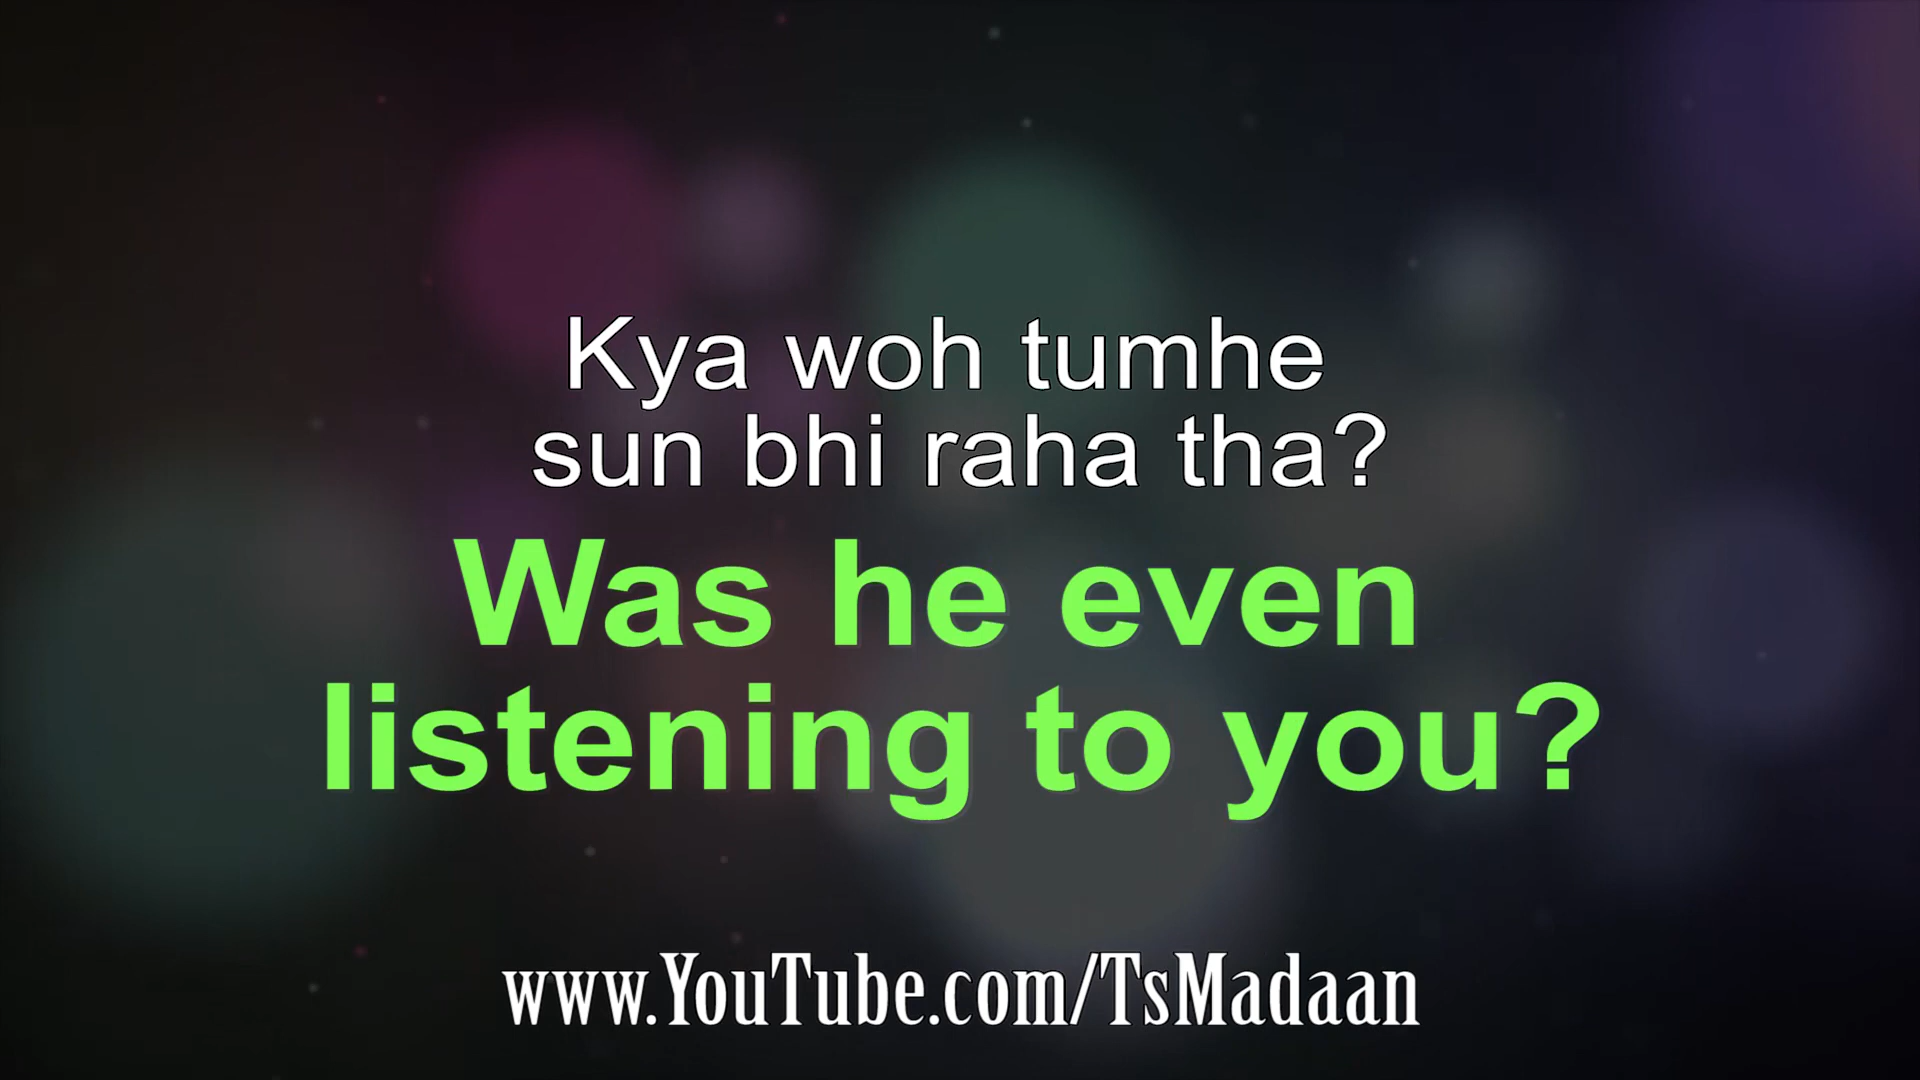 Kya woh tumhe
sun bhi raha tha?
Was he even
listening to you?
www.YouTube.com/TsMadaan